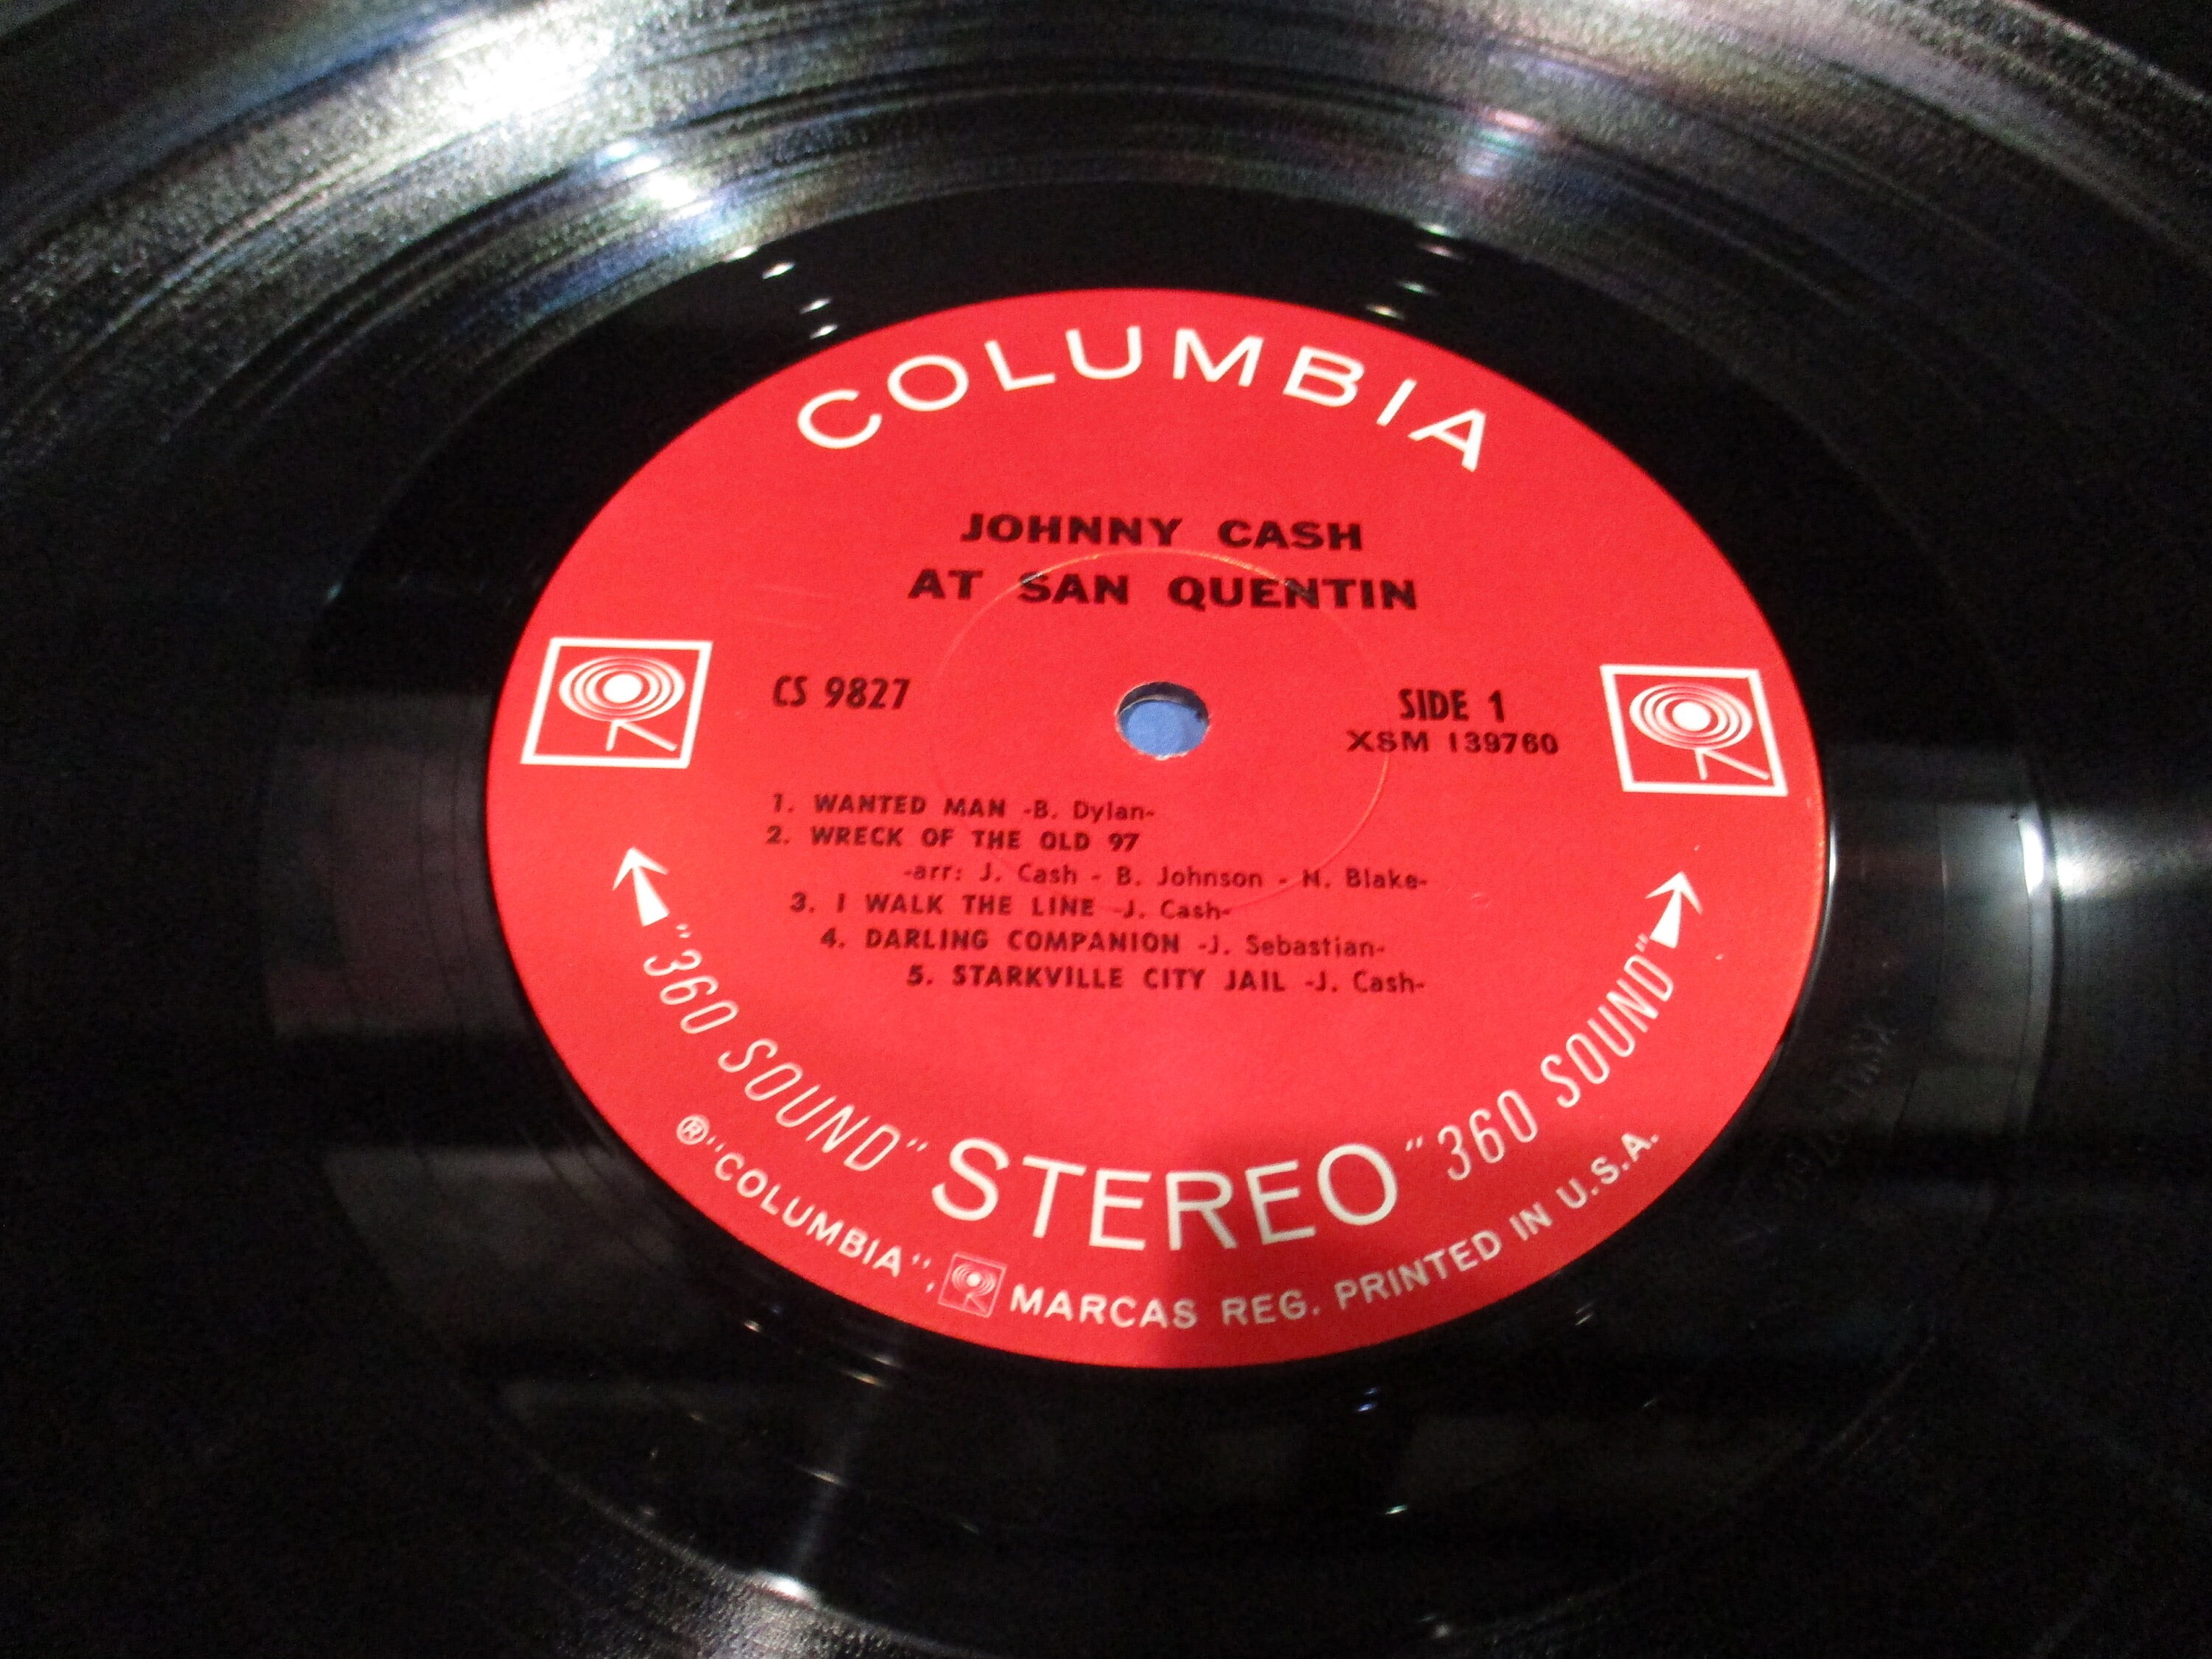 COLUMBIA
JOHNNY CASH
AT SAN QUENTIN
CS 9827
SIDE 1
XSM 139760
1. WANTED MAN -B. Dylan-
2. WRECK OF THE OLD 97
-arr: J. Cash - B. Johnson - N. Blake-
3. I WALK THE LINE -J. Cash-
4. DARLING COMPANION -J. Sebastian-
5. STARKVILLE CITY JAIL -J. Cash-
"360 SOUND" STEREO "360 SOUND"
® "COLUMBIA", MARCAS REG. PRINTED IN U.S.A.